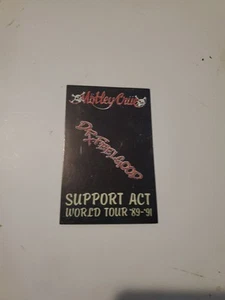 Mötley Crüe
DR. FEELGOOD
SUPPORT ACT
WORLD TOUR '89-'91